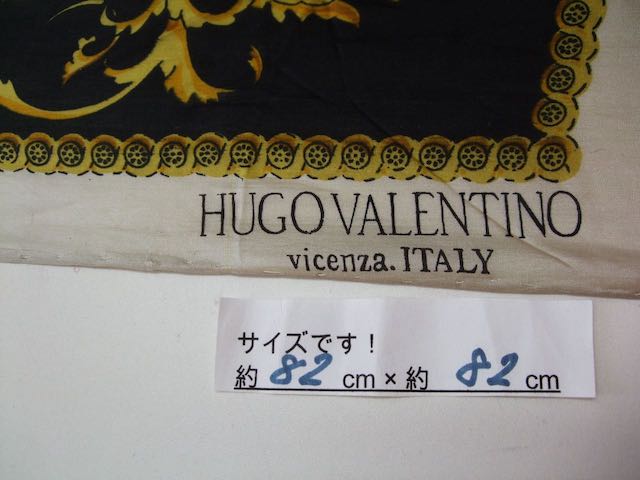 HUGO VALENTINO
vicenza. ITALY
サイズです！
約 82 cm × 約 82 cm